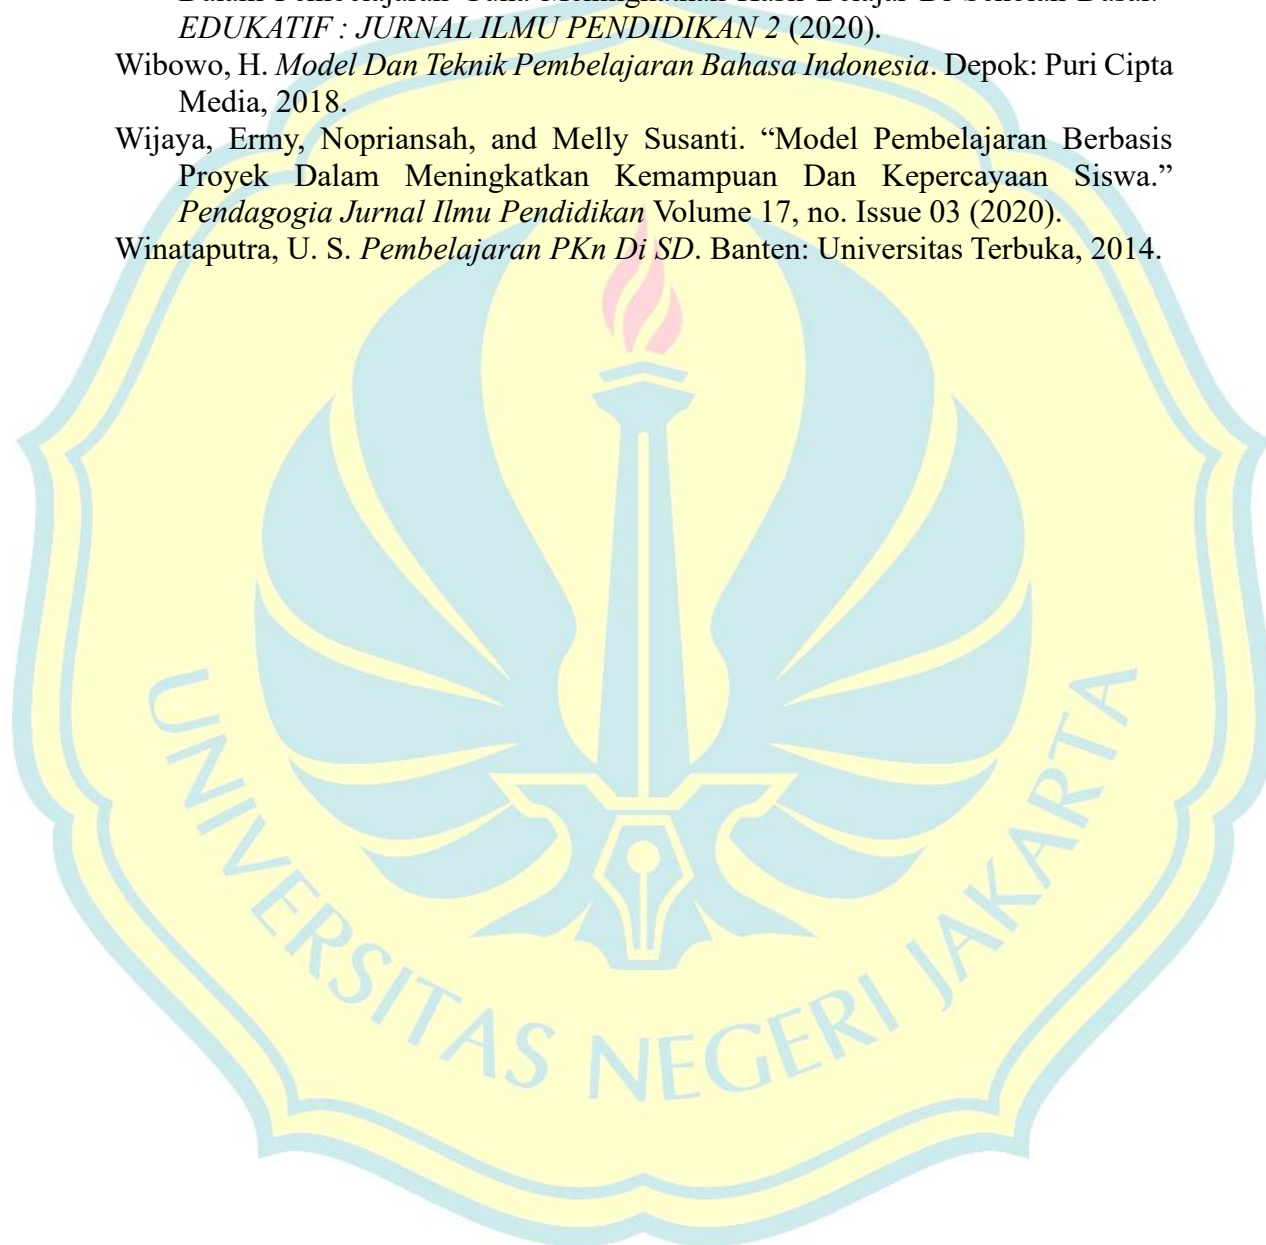 EDUKATIF : JURNAL ILMU PENDIDIKAN 2 (2020).
Wibowo, H. Model Dan Teknik Pembelajaran Bahasa Indonesia. Depok: Puri Cipta
Media, 2018.
Wijaya, Ermy, Nopriansah, and Melly Susanti. “Model Pembelajaran Berbasis
Proyek Dalam Meningkatkan Kemampuan Dan Kepercayaan Siswa.”
Pendagogia Jurnal Ilmu Pendidikan Volume 17, no. Issue 03 (2020).
Winataputra, U. S. Pembelajaran PKn Di SD. Banten: Universitas Terbuka, 2014.
UNIVERSITAS NEGERI JAKARTA